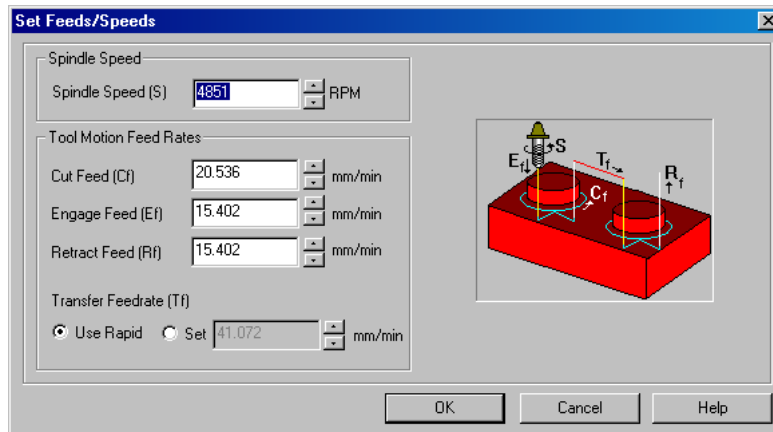 Set Feeds/Speeds
Spindle Speed
Spindle Speed (S) 4851 RPM
Tool Motion Feed Rates
Cut Feed (Cf) 20.536 mm/min
Engage Feed (Ef) 15.402 mm/min
Retract Feed (Rf) 15.402 mm/min
Transfer Feedrate (Tf)
Use Rapid Set 41.072 mm/min
S
Ef
Tf
Rf
Cf
OK Cancel Help